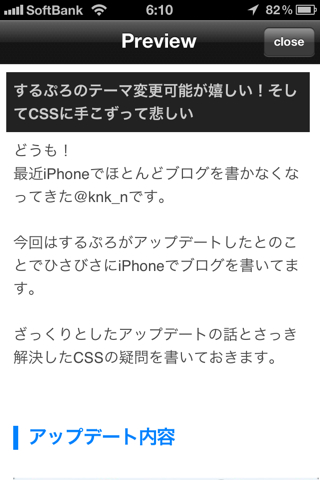 SoftBank 6:10 82%
Preview
close
するぷろのテーマ変更可能が嬉しい！そし
てCSSに手こずって悲しい
どうも！
最近iPhoneでほとんどブログを書かなくな
ってきた@knk_nです。
今回はするぷろがアップデートしたとのこ
とでひさびさにiPhoneでブログを書いてま
す。
ざっくりとしたアップデートの話とさっき
解決したCSSの疑問を書いておきます。
アップデート内容